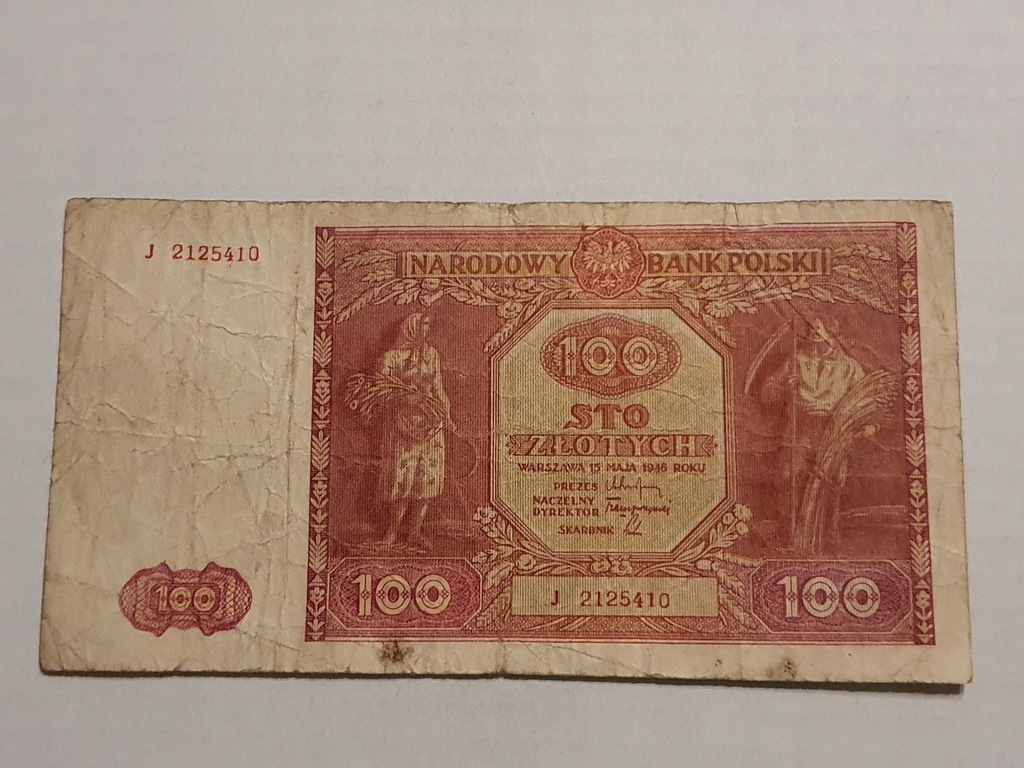 J 2125410
NARODOWY BANK POLSKI
100
STO
ZŁOTYCH
WARSZAWA 15 MAJA 1946 ROKU
PREZES
NACZELNY
DYREKTOR
SKARBNIK
100
100
J 2125410
100